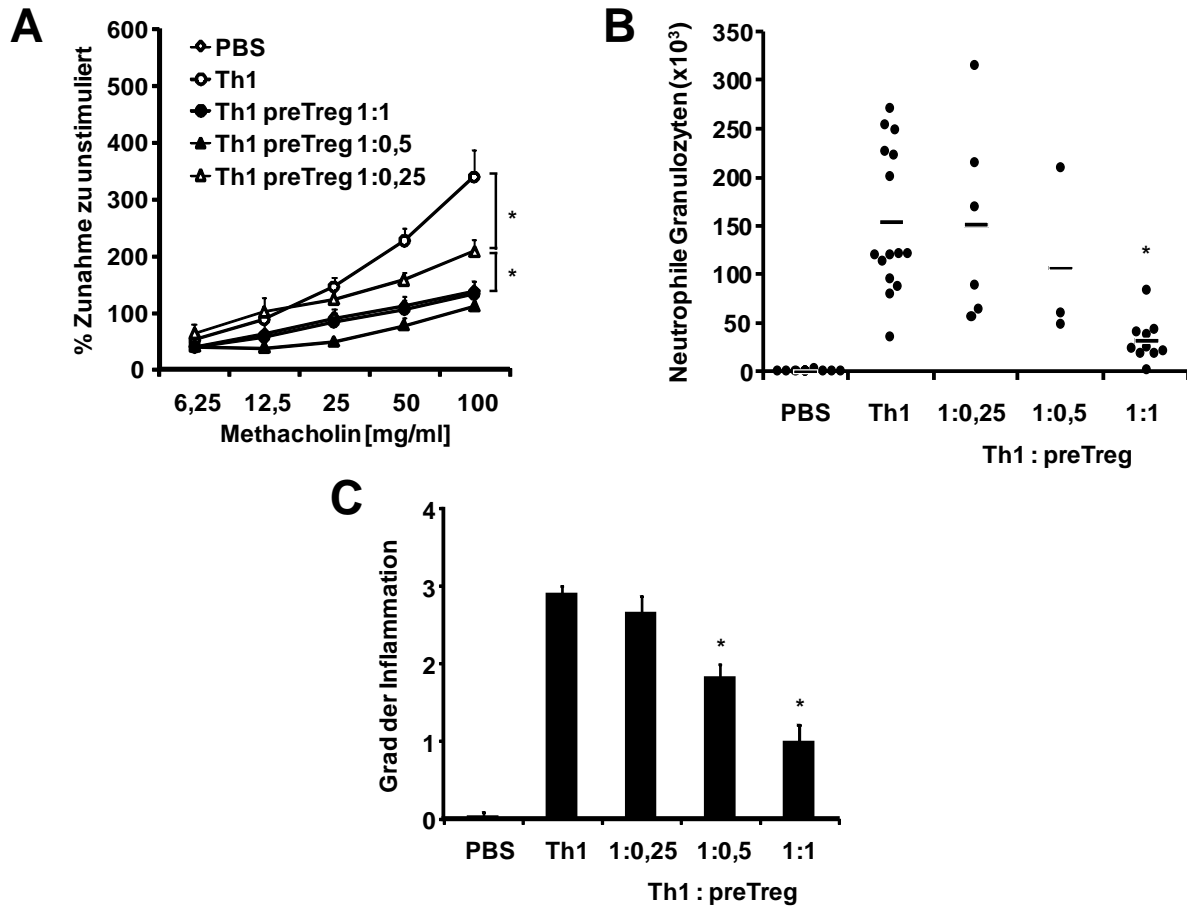 A
% Zunahme zu unstimuliert
600
500
400
300
200
100
0
PBS
Th1
Th1 preTreg 1:1
Th1 preTreg 1:0,5
Th1 preTreg 1:0,25
*
*
6,25 12,5 25 50 100
Methacholin [mg/ml]
B
Neutrophile Granulozyten (x10³)
350
300
250
200
150
100
50
0
*
PBS Th1 1:0,25 1:0,5 1:1
Th1 : preTreg
C
Grad der Inflammation
4
3
2
1
0
*
*
PBS Th1 1:0,25 1:0,5 1:1
Th1 : preTreg